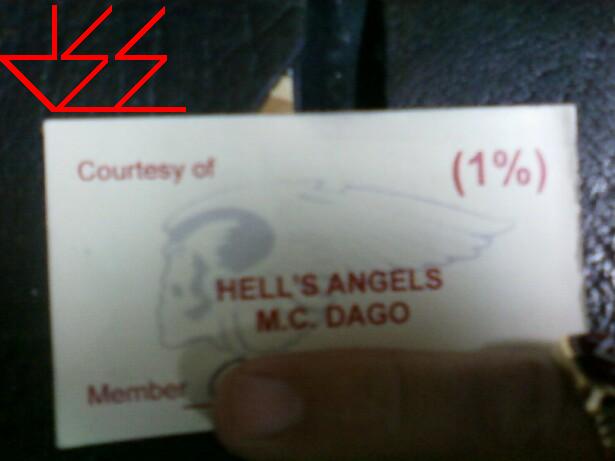 Courtesy of
(1%)
HELL'S ANGELS
M.C. DAGO
Member